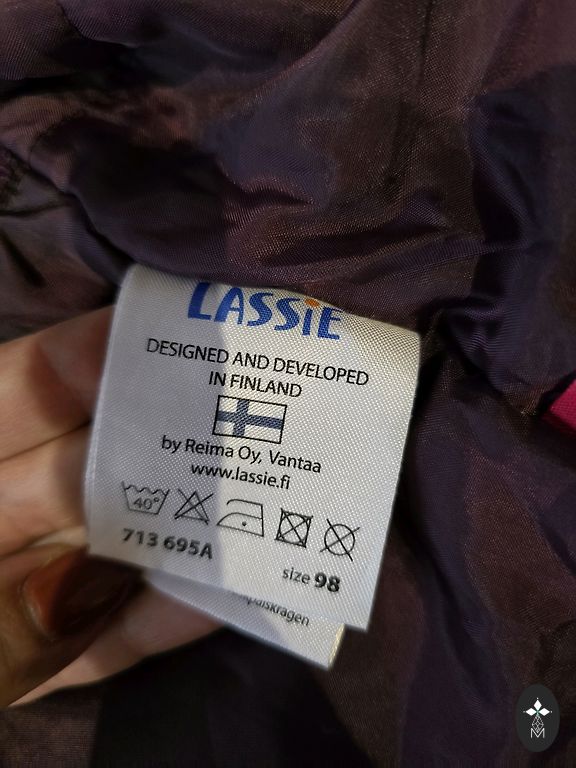 LASSiE
DESIGNED AND DEVELOPED
IN FINLAND
by Reima Oy, Vantaa
www.lassie.fi
40°
713 695A
size 98
M